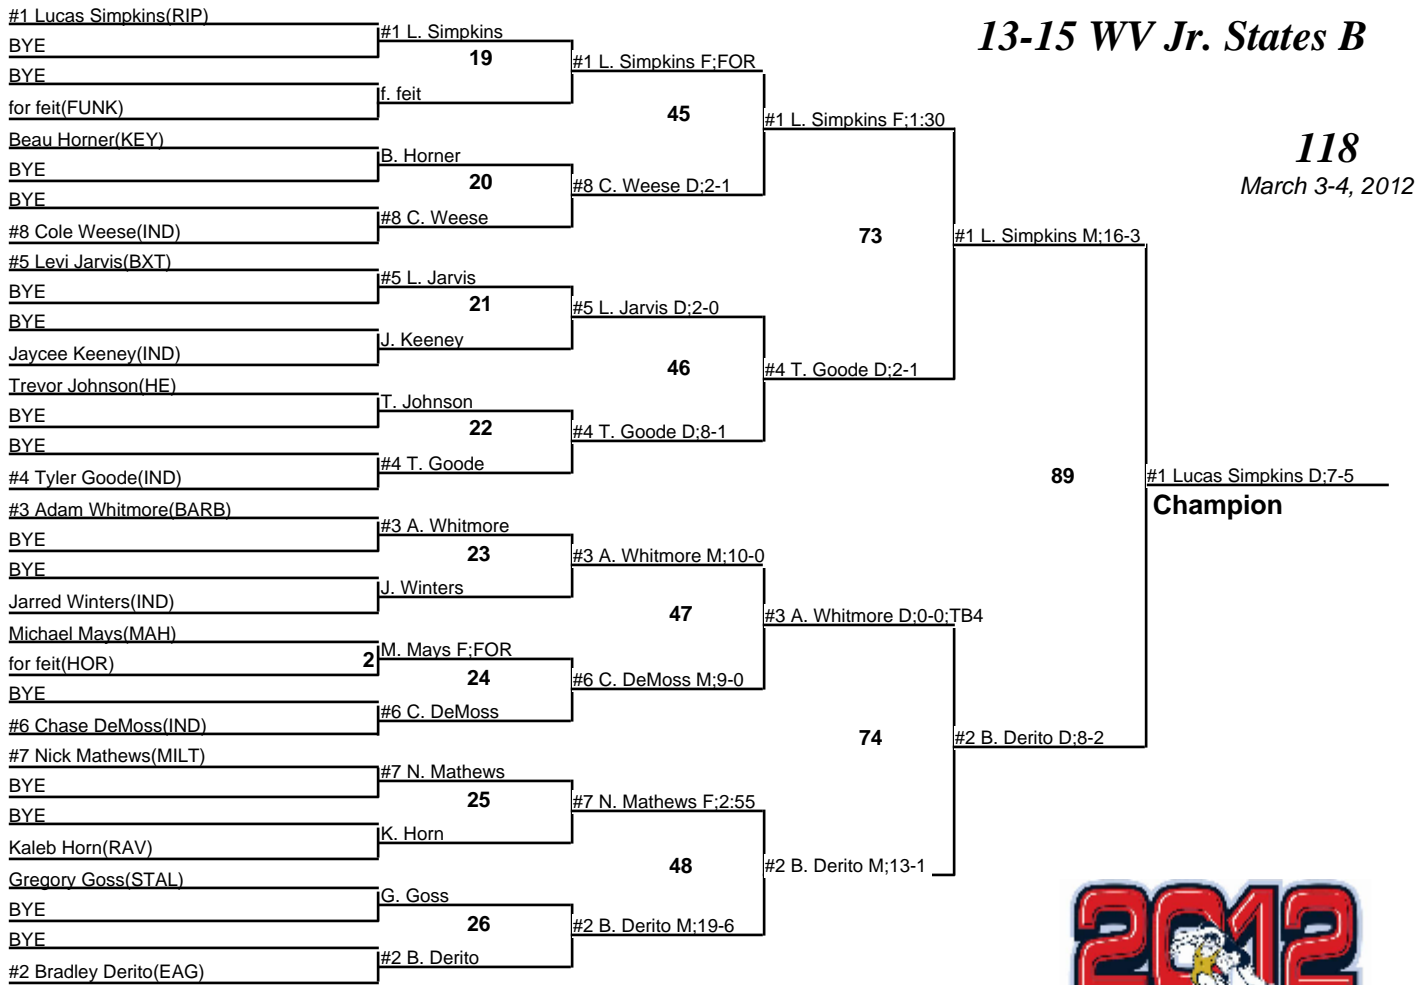 13-15 WV Jr. States B
118
March 3-4, 2012
#1 Lucas Simpkins(RIP)
BYE
BYE
for feit(FUNK)
Beau Horner(KEY)
BYE
BYE
#8 Cole Weese(IND)
#5 Levi Jarvis(BXT)
BYE
BYE
Jaycee Keeney(IND)
Trevor Johnson(HE)
BYE
BYE
#4 Tyler Goode(IND)
#3 Adam Whitmore(BARB)
BYE
BYE
Jarred Winters(IND)
Michael Mays(MAH)
for feit(HOR)
BYE
#6 Chase DeMoss(IND)
#7 Nick Mathews(MILT)
BYE
BYE
Kaleb Horn(RAV)
Gregory Goss(STAL)
BYE
BYE
#2 Bradley Derito(EAG)
2
#1 L. Simpkins
19
f. feit
B. Horner
20
#8 C. Weese
#5 L. Jarvis
21
J. Keeney
T. Johnson
22
#4 T. Goode
#3 A. Whitmore
23
J. Winters
M. Mays F;FOR
24
#6 C. DeMoss
#7 N. Mathews
25
K. Horn
G. Goss
26
#2 B. Derito
#1 L. Simpkins F;FOR
45
#8 C. Weese D;2-1
#5 L. Jarvis D;2-0
46
#4 T. Goode D;8-1
#3 A. Whitmore M;10-0
47
#6 C. DeMoss M;9-0
#7 N. Mathews F;2:55
48
#2 B. Derito M;19-6
#1 L. Simpkins F;1:30
73
#4 T. Goode D;2-1
#3 A. Whitmore D;0-0;TB4
74
#2 B. Derito M;13-1
#1 L. Simpkins M;16-3
89
#2 B. Derito D;8-2
#1 Lucas Simpkins D;7-5
Champion
2012